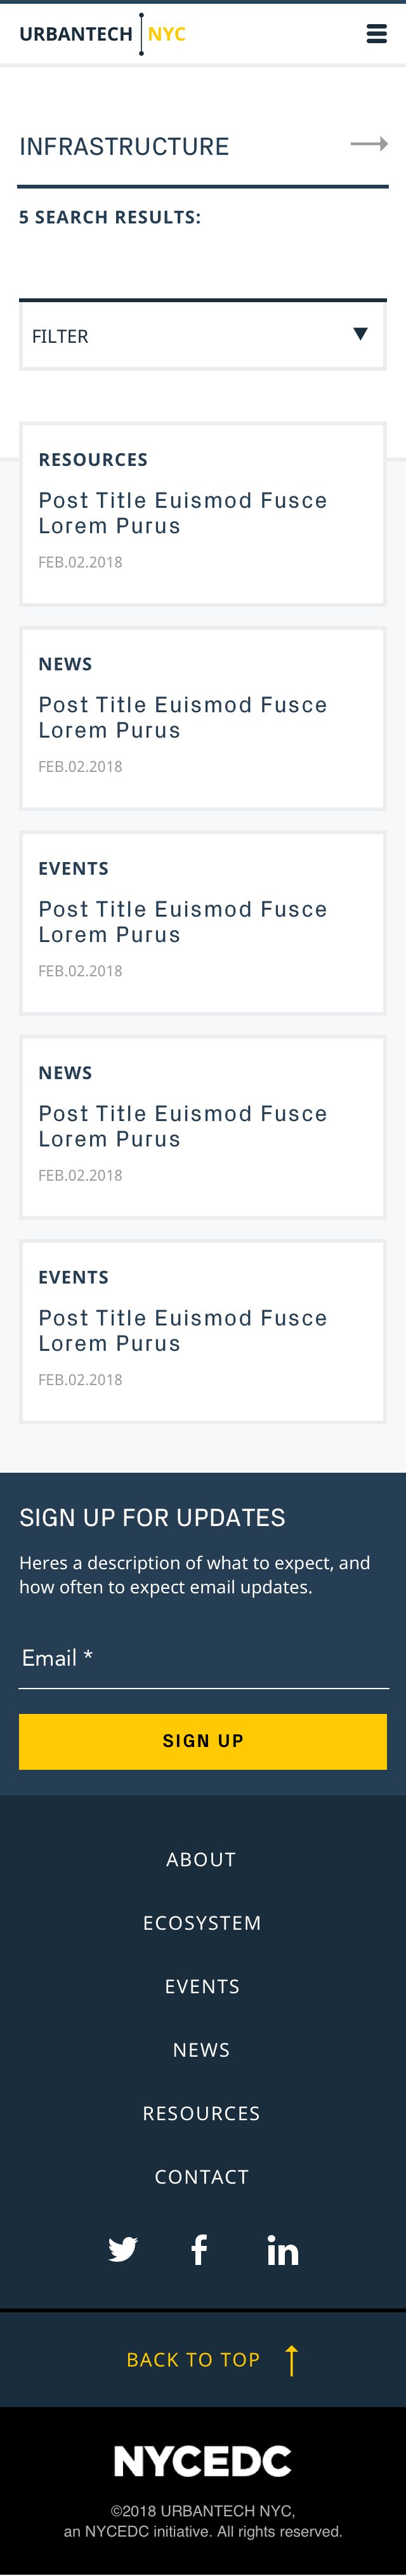 URBANTECH NYC
INFRASTRUCTURE
5 SEARCH RESULTS:
FILTER
RESOURCES
Post Title Euismod Fusce
Lorem Purus
FEB.02.2018
NEWS
Post Title Euismod Fusce
Lorem Purus
FEB.02.2018
EVENTS
Post Title Euismod Fusce
Lorem Purus
FEB.02.2018
NEWS
Post Title Euismod Fusce
Lorem Purus
FEB.02.2018
EVENTS
Post Title Euismod Fusce
Lorem Purus
FEB.02.2018
SIGN UP FOR UPDATES
Heres a description of what to expect, and
how often to expect email updates.
Email *
SIGN UP
ABOUT
ECOSYSTEM
EVENTS
NEWS
RESOURCES
CONTACT
BACK TO TOP
NYCEDC
©2018 URBANTECH NYC,
an NYCEDC initiative. All rights reserved.